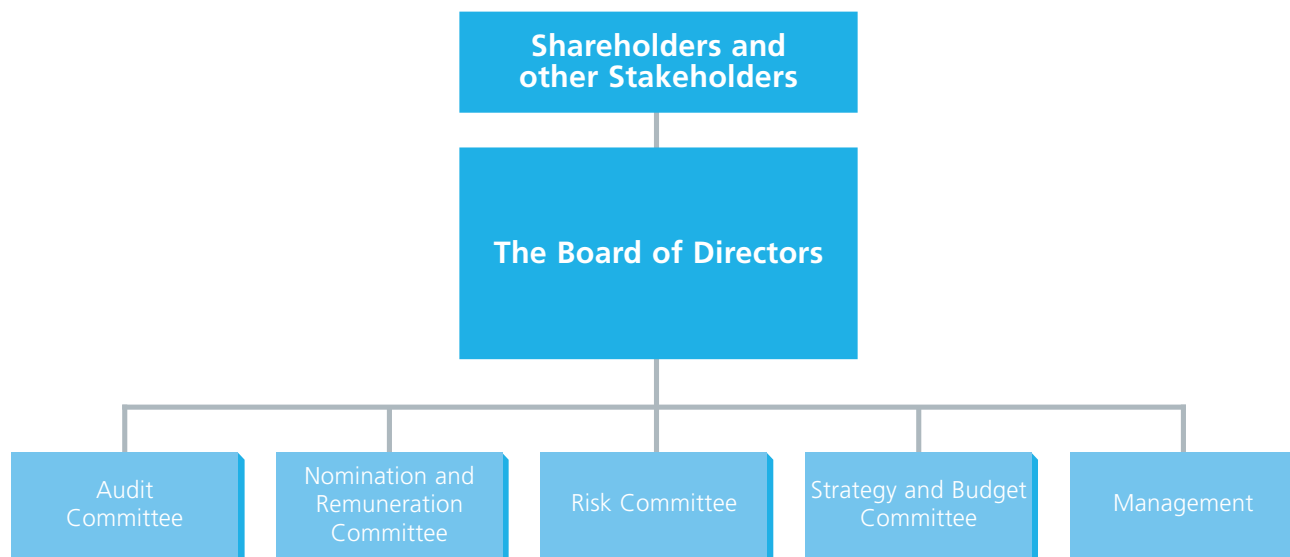 Shareholders and
other Stakeholders
The Board of Directors
Audit
Committee
Nomination and
Remuneration
Committee
Risk Committee
Strategy and Budget
Committee
Management